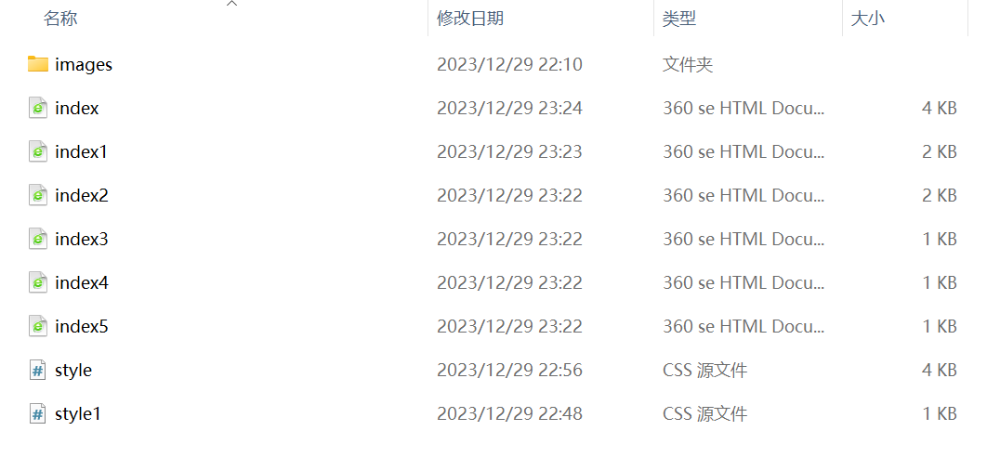 名称 修改日期 类型 大小
images 2023/12/29 22:10 文件夹
index 2023/12/29 23:24 360 se HTML Docu... 4 KB
index1 2023/12/29 23:23 360 se HTML Docu... 2 KB
index2 2023/12/29 23:22 360 se HTML Docu... 2 KB
index3 2023/12/29 23:22 360 se HTML Docu... 1 KB
index4 2023/12/29 23:22 360 se HTML Docu... 1 KB
index5 2023/12/29 23:22 360 se HTML Docu... 1 KB
style 2023/12/29 22:56 CSS 源文件 4 KB
style1 2023/12/29 22:48 CSS 源文件 1 KB